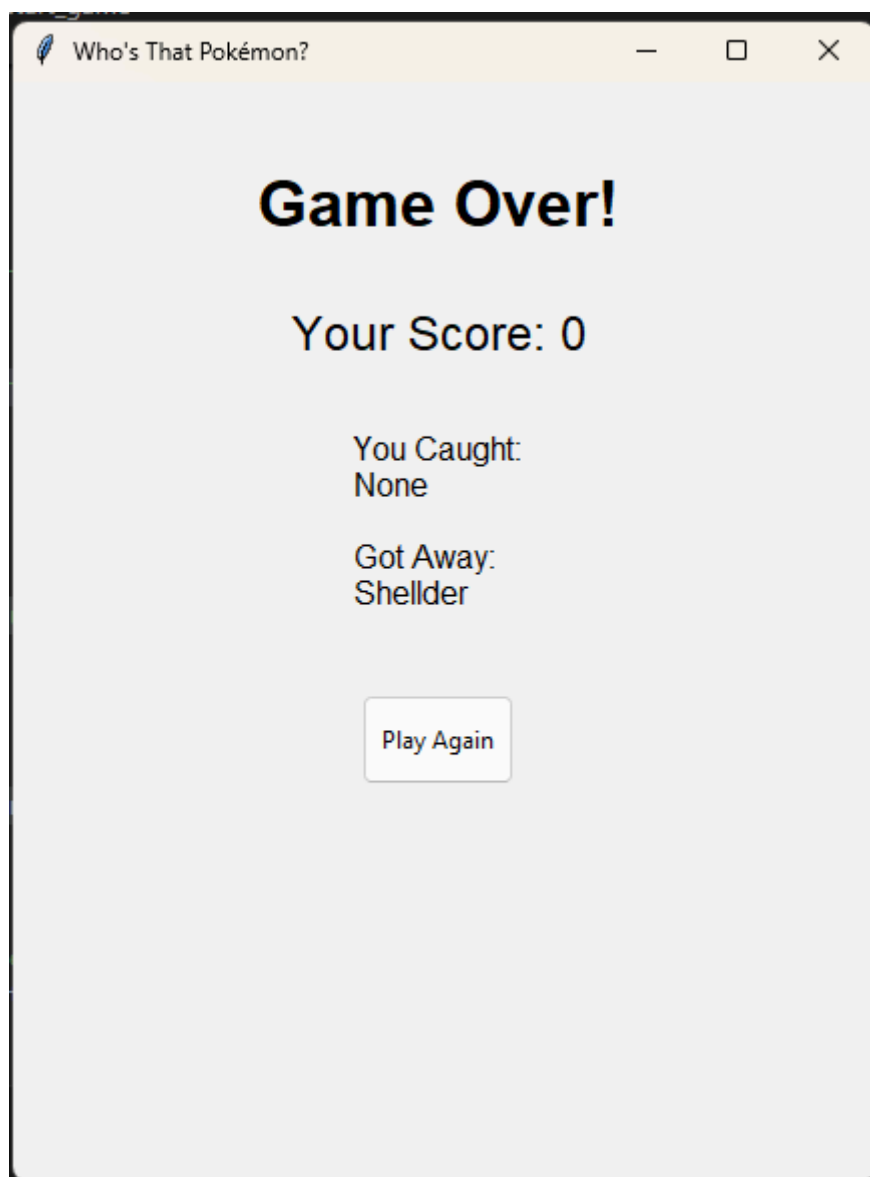 Who's That Pokémon?
Game Over!
Your Score: 0
You Caught:
None
Got Away:
Shellder
Play Again